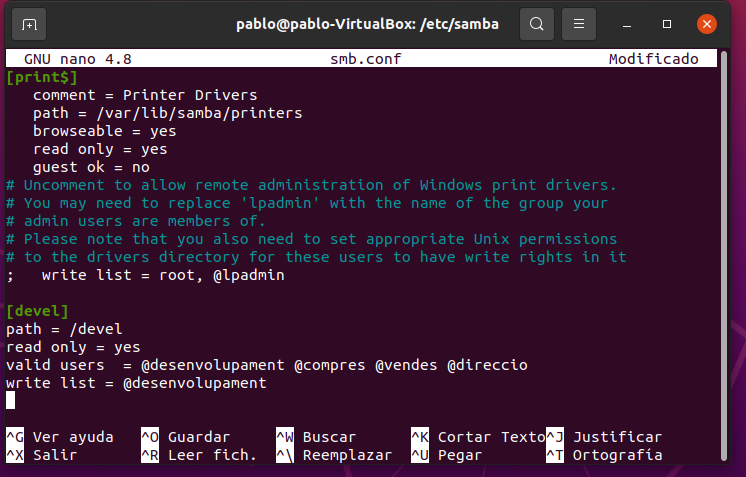 pablo@pablo-VirtualBox: /etc/samba
GNU nano 4.8 smb.conf Modificado
[print$]
   comment = Printer Drivers
   path = /var/lib/samba/printers
   browseable = yes
   read only = yes
   guest ok = no
# Uncomment to allow remote administration of Windows print drivers.
# You may need to replace 'lpadmin' with the name of the group your
# admin users are members of.
# Please note that you also need to set appropriate Unix permissions
# to the drivers directory for these users to have write rights in it
;   write list = root, @lpadmin
[devel]
path = /devel
read only = yes
valid users  = @desenvolupament @compres @vendes @direccio
write list = @desenvolupament
^G Ver ayuda ^O Guardar ^W Buscar ^K Cortar Texto ^J Justificar
^X Salir ^R Leer fich. ^\ Reemplazar ^U Pegar ^T Ortografía